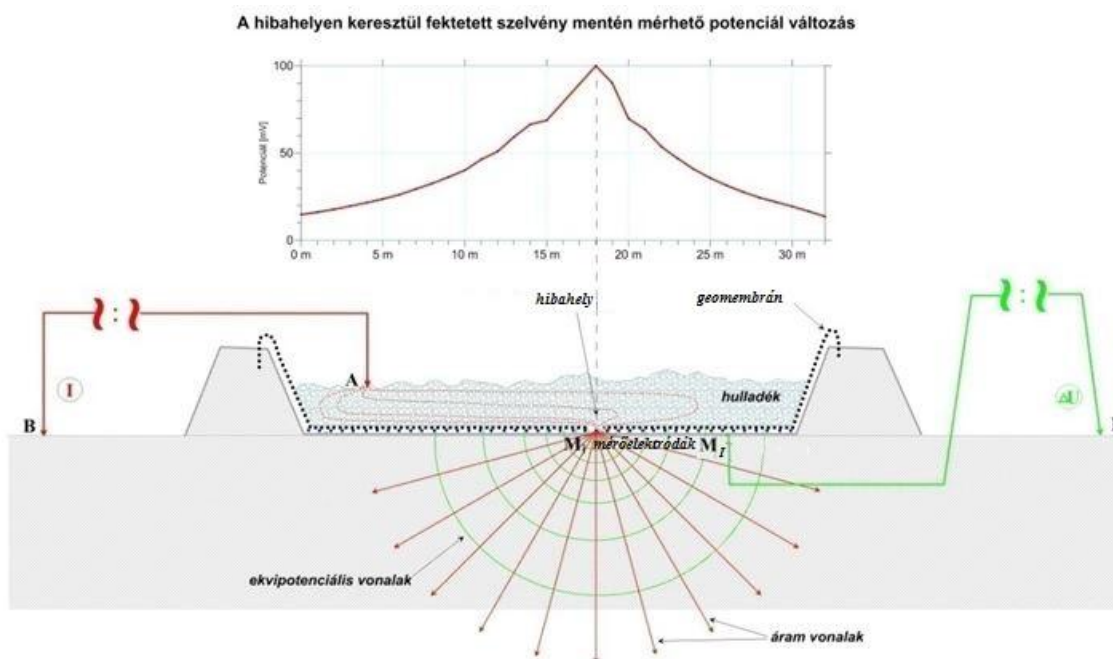 A hibahelyen keresztül fektetett szelvény mentén mérhető potenciál változás
100
50
0
Potenciál [mV]
0 m
5 m
10 m
15 m
20 m
25 m
30 m
hibahely
geomembrán
I
A
hulladék
ΔU
B
mérőelektródák
ekvipotenciális vonalak
áram vonalak